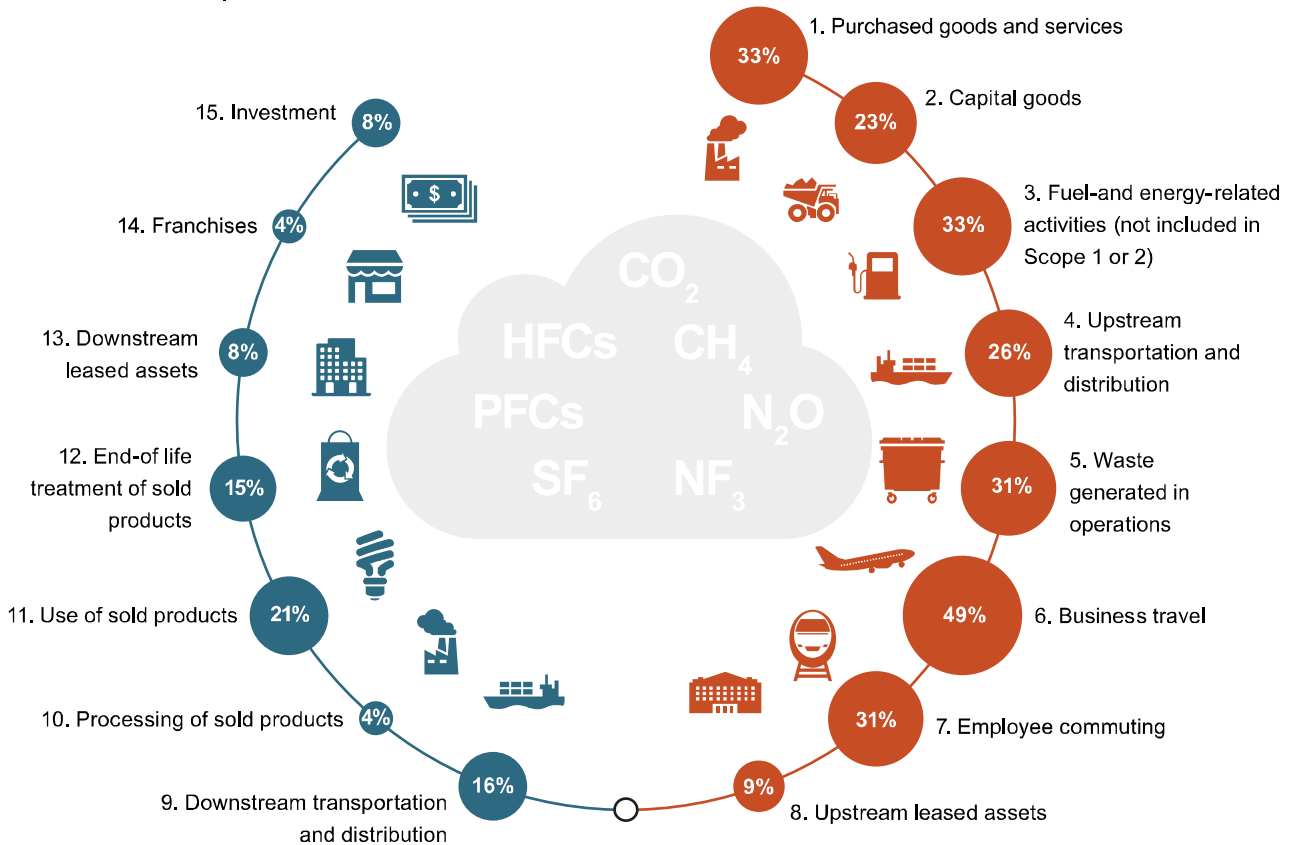 1. Purchased goods and services
33%
2. Capital goods
23%
3. Fuel-and energy-related
activities (not included in
Scope 1 or 2)
33%
4. Upstream
transportation and
distribution
26%
5. Waste
generated in
operations
31%
6. Business travel
49%
7. Employee commuting
31%
8. Upstream leased assets
9%
9. Downstream transportation
and distribution
16%
10. Processing of sold products
4%
11. Use of sold products
21%
12. End-of life
treatment of sold
products
15%
13. Downstream
leased assets
8%
14. Franchises
4%
15. Investment
8%
$
CO₂
HFCs
CH₄
PFCs
N₂O
SF₆
NF₃